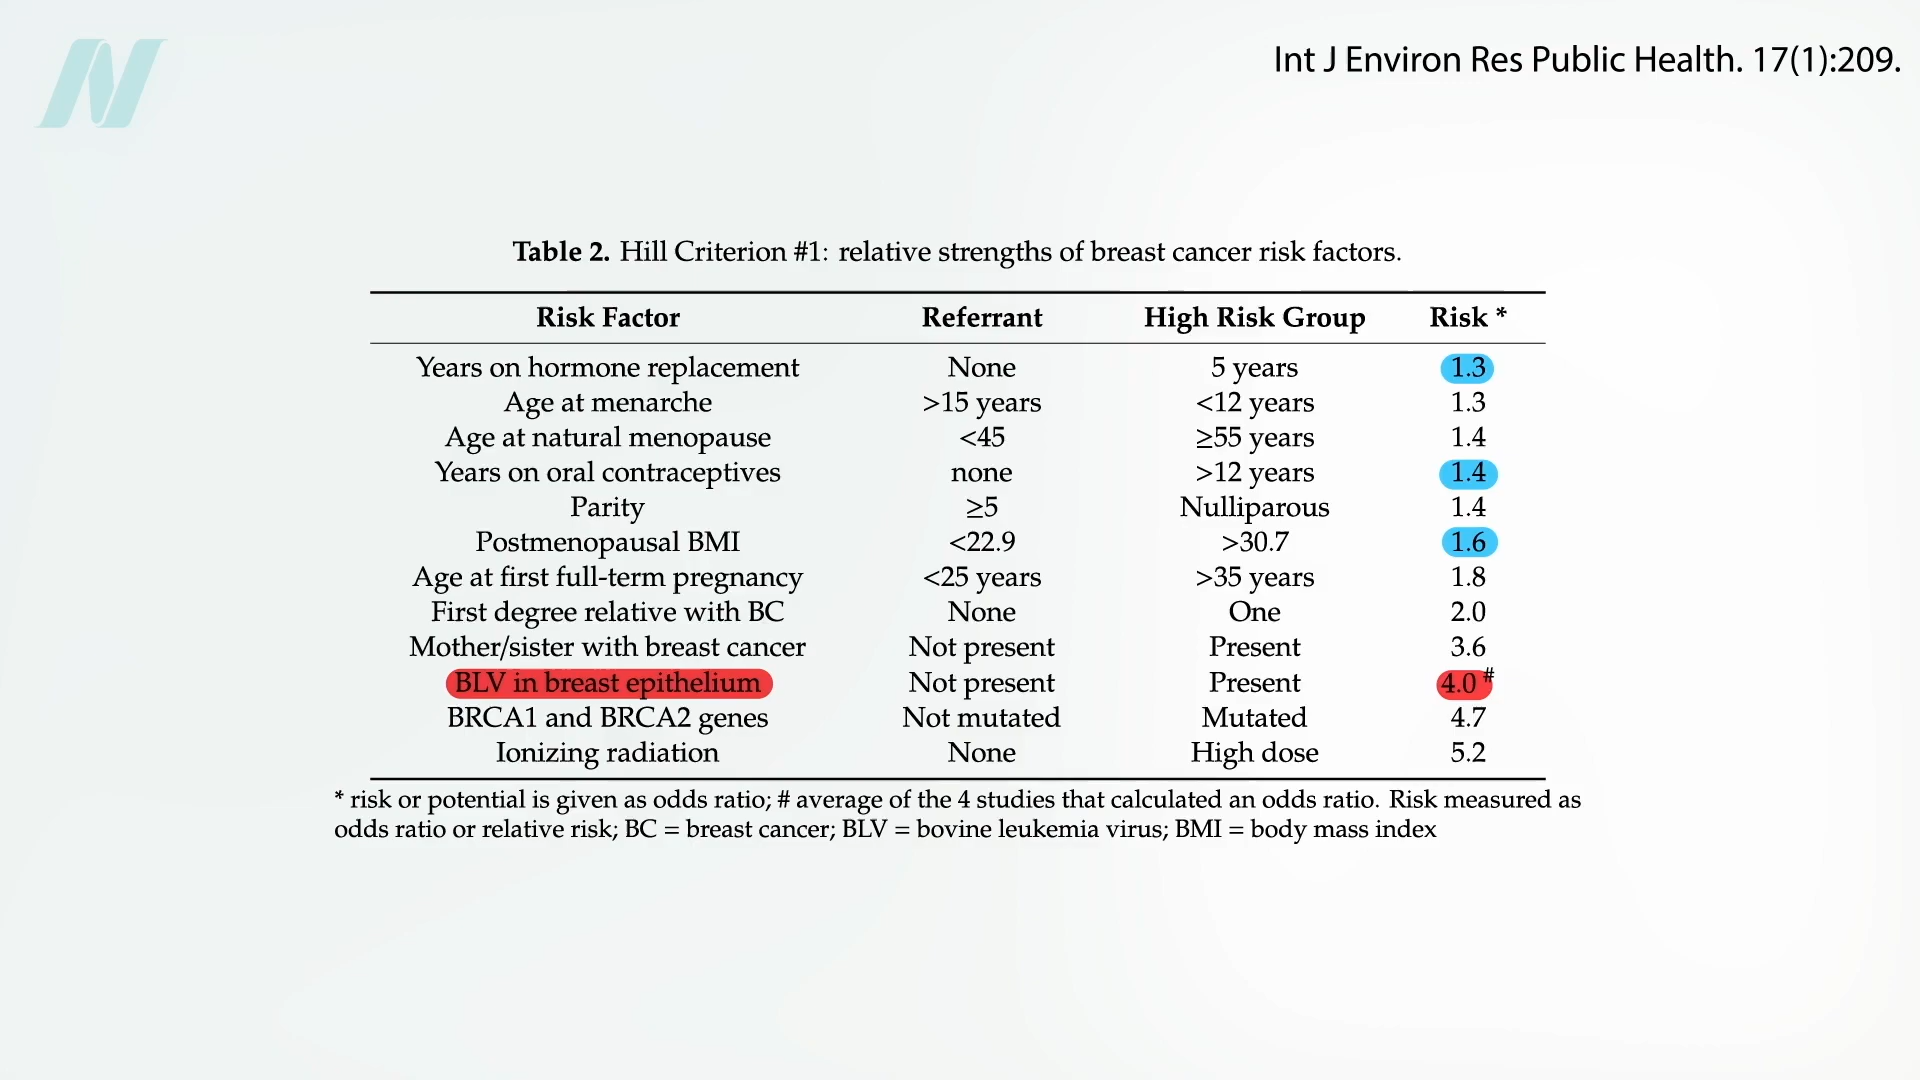 Int J Environ Res Public Health. 17(1):209.
Table 2. Hill Criterion #1: relative strengths of breast cancer risk factors.
Risk Factor Referrant High Risk Group Risk *
Years on hormone replacement None 5 years 1.3
Age at menarche >15 years <12 years 1.3
Age at natural menopause <45 ≥55 years 1.4
Years on oral contraceptives none >12 years 1.4
Parity ≥5 Nulliparous 1.4
Postmenopausal BMI <22.9 >30.7 1.6
Age at first full-term pregnancy <25 years >35 years 1.8
First degree relative with BC None One 2.0
Mother/sister with breast cancer Not present Present 3.6
BLV in breast epithelium Not present Present 4.0 #
BRCA1 and BRCA2 genes Not mutated Mutated 4.7
Ionizing radiation None High dose 5.2
* risk or potential is given as odds ratio; # average of the 4 studies that calculated an odds ratio. Risk measured as
odds ratio or relative risk; BC = breast cancer; BLV = bovine leukemia virus; BMI = body mass index